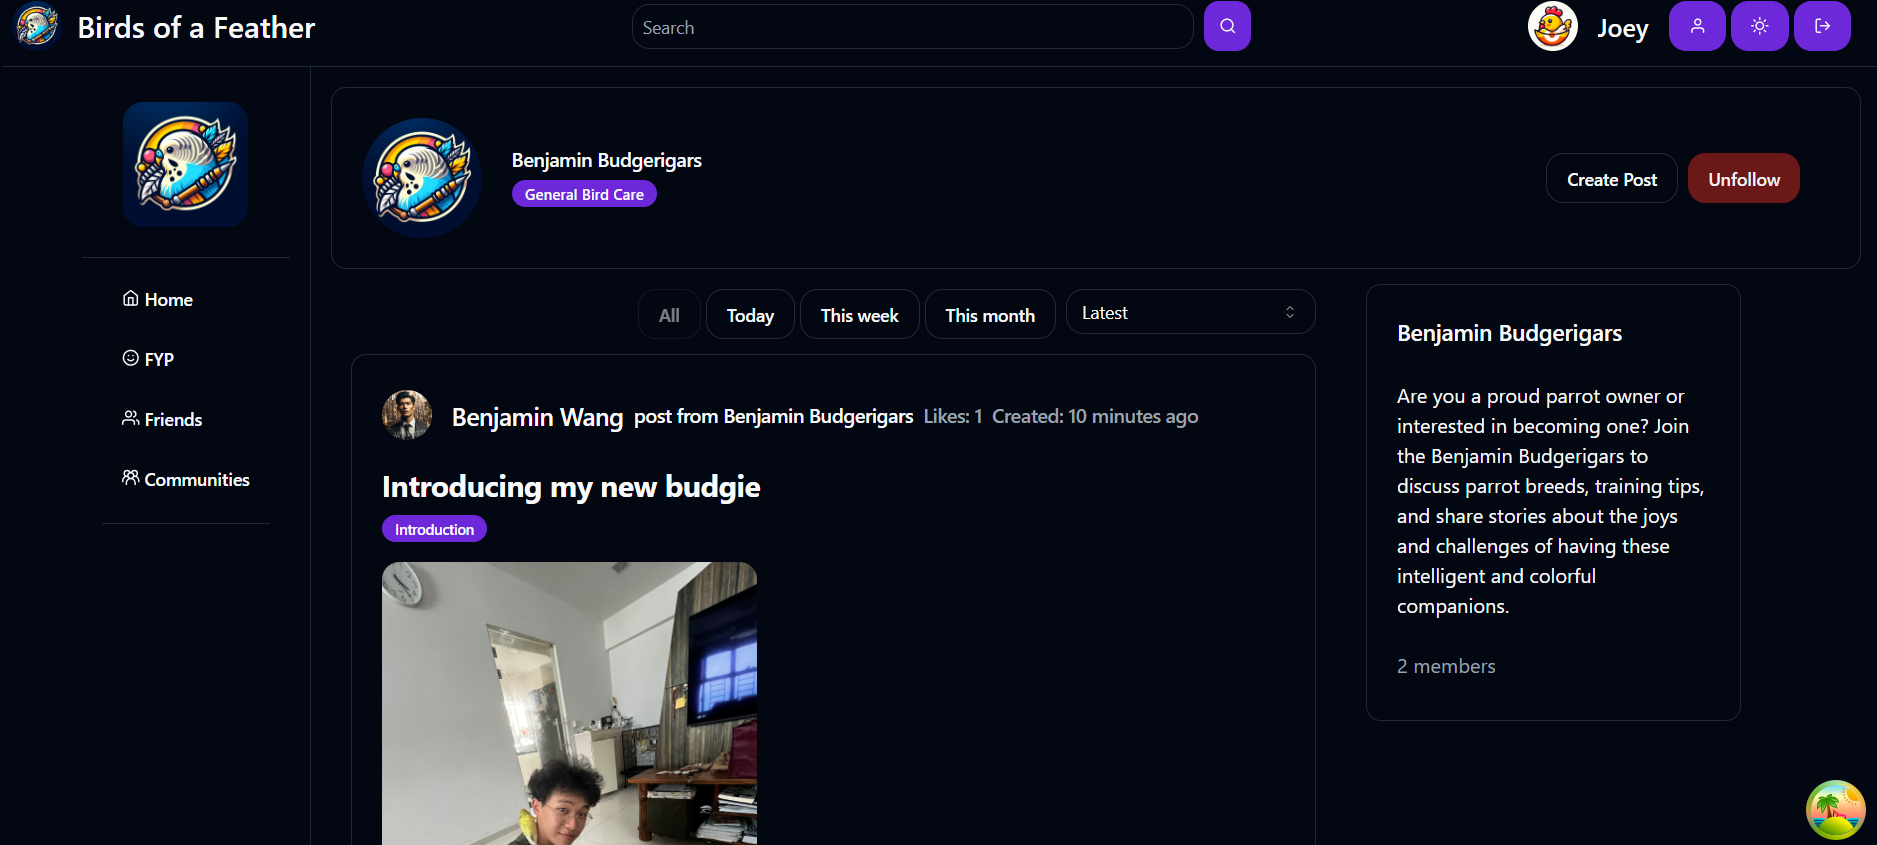 Birds of a Feather
Search
Joey
Home
FYP
Friends
Communities
Benjamin Budgerigars
General Bird Care
Create Post
Unfollow
All
Today
This week
This month
Latest
Benjamin Wang post from Benjamin Budgerigars Likes: 1 Created: 10 minutes ago
Introducing my new budgie
Introduction
Benjamin Budgerigars
Are you a proud parrot owner or
interested in becoming one? Join
the Benjamin Budgerigars to
discuss parrot breeds, training tips,
and share stories about the joys
and challenges of having these
intelligent and colorful
companions.
2 members